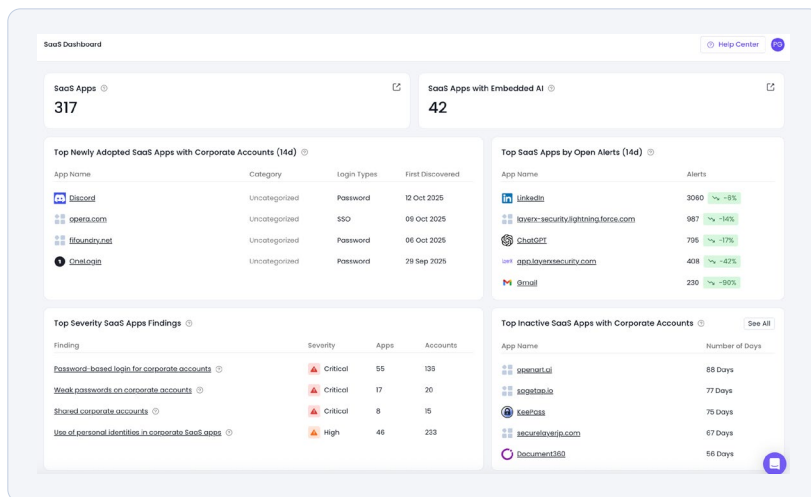 SaaS Dashboard
Help Center
PG
SaaS Apps
317
SaaS Apps with Embedded AI
42
Top Newly Adopted SaaS Apps with Corporate Accounts (14d)
App Name Category Login Types First Discovered
Discord Uncategorized Password 12 Oct 2025
opera.com Uncategorized SSO 09 Oct 2025
fifoundry.net Uncategorized Password 06 Oct 2025
OneLogin Uncategorized Password 29 Sep 2025
Top SaaS Apps by Open Alerts (14d)
App Name Alerts
LinkedIn 3060 -6%
layerx-security.lightning.force.com 987 -14%
ChatGPT 795 -17%
app.layerxsecurity.com 408 -42%
Gmail 230 -90%
Top Severity SaaS Apps Findings
Finding Severity Apps Accounts
Password-based login for corporate accounts Critical 55 136
Weak passwords on corporate accounts Critical 17 20
Shared corporate accounts Critical 8 15
Use of personal identities in corporate SaaS apps High 46 233
Top Inactive SaaS Apps with Corporate Accounts
See All
App Name Number of Days
openart.ai 88 Days
sogetap.io 77 Days
KeePass 75 Days
securelayerjp.com 67 Days
Document360 56 Days